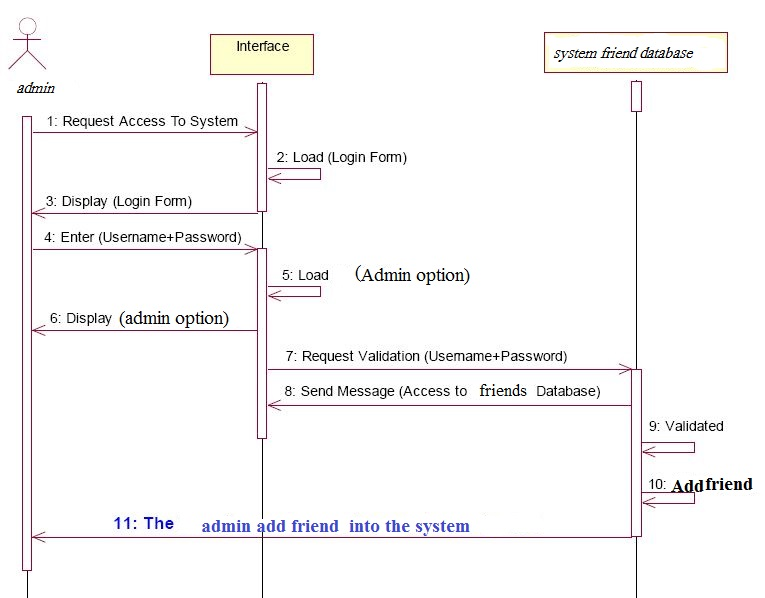 Interface
system friend database
admin
1: Request Access To System
2: Load (Login Form)
3: Display (Login Form)
4: Enter (Username+Password)
5: Load (Admin option)
6: Display (admin option)
7: Request Validation (Username+Password)
8: Send Message (Access to friends Database)
9: Validated
10: Add friend
11: The admin add friend into the system